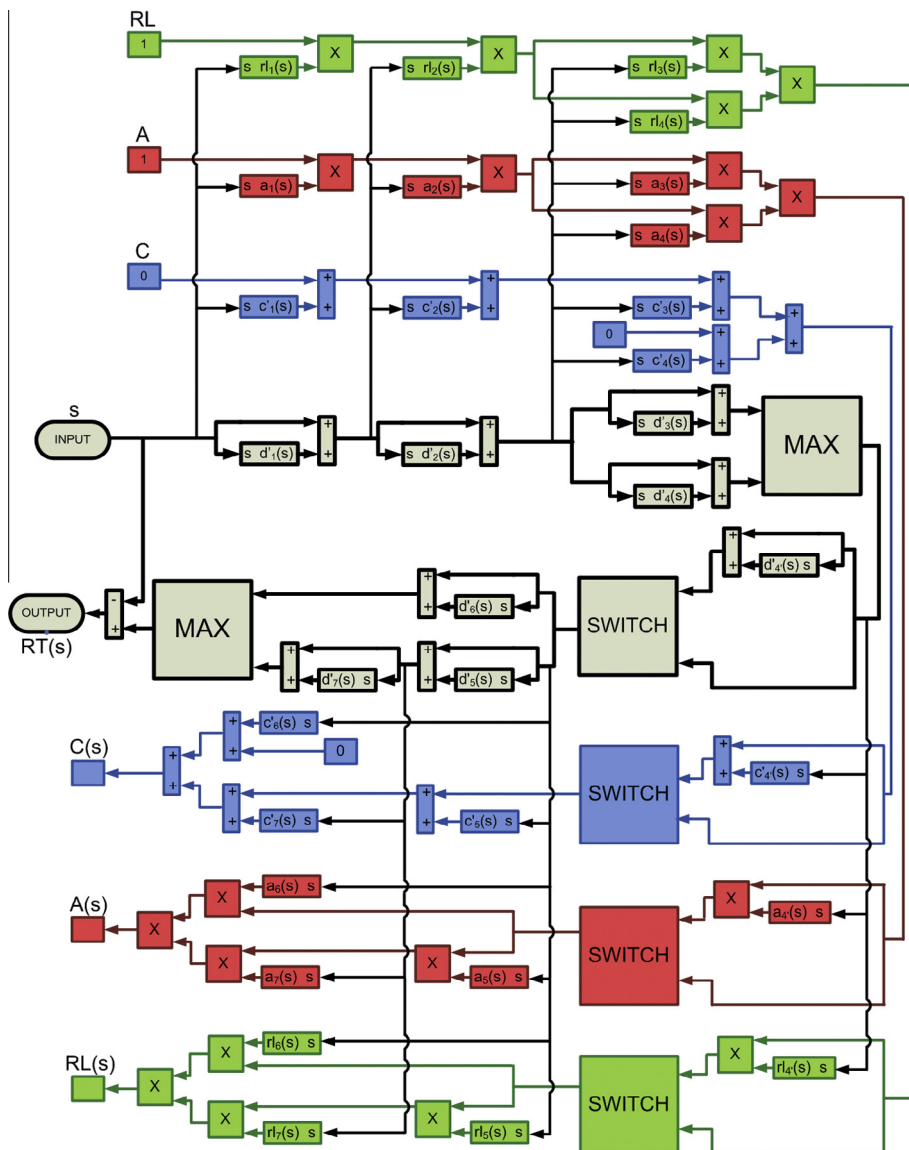 RL
1 X X X
s rl₁(s) s rl₂(s) s rl₃(s)
X X
s rl₄(s)
A
1 X X X
s a₁(s) s a₂(s) s a₃(s)
X X
s a₄(s)
C
0 + + +
s c'₁(s) + s c'₂(s) + s c'₃(s) + +
0 + +
s c'₄(s) +
s
INPUT
+ + s d'₃(s) + +
s d'₁(s) + s d'₂(s) + MAX
s d'₄(s) + +
+ + d'₄'(s) s
+ + d'₆(s) s
OUTPUT - + MAX SWITCH
RT(s)
+ + d'₇(s) s + + d'₅(s) s
c'₆(s) s
+ + 0
C(s) + + SWITCH + + c'₄'(s) s
+ + c'₇(s) s + + c'₅(s) s
a₆(s) s
X X
A(s) X SWITCH a₄'(s) s
X X
a₇(s) s a₅(s) s
rl₆(s) s
X X
RL(s) X SWITCH rl₄'(s) s
X X
rl₇(s) s rl₅(s) s